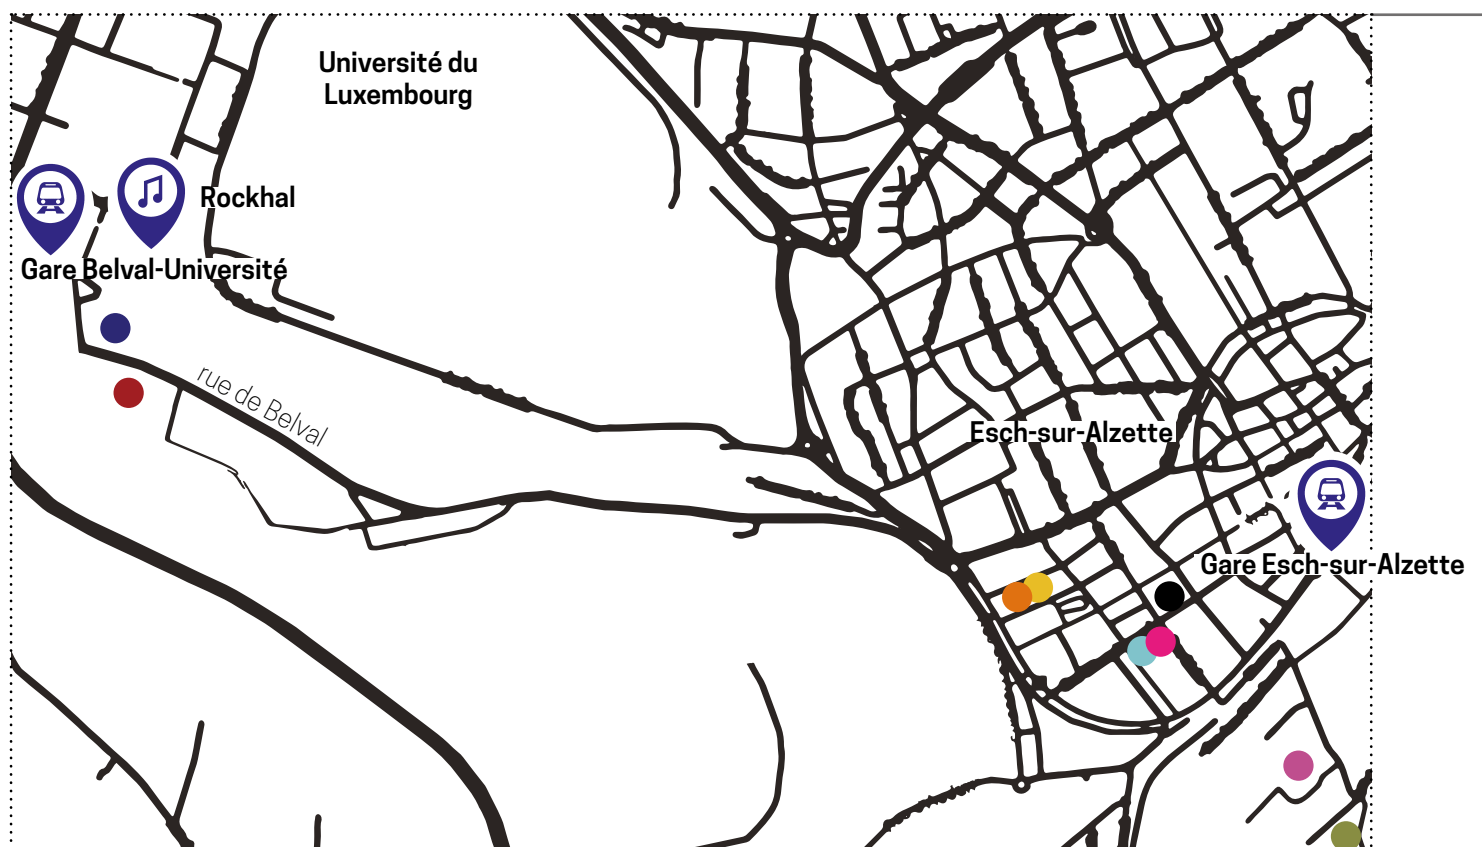 Université du
Luxembourg
Rockhal
Gare Belval-Université
rue de Belval
Esch-sur-Alzette
Gare Esch-sur-Alzette